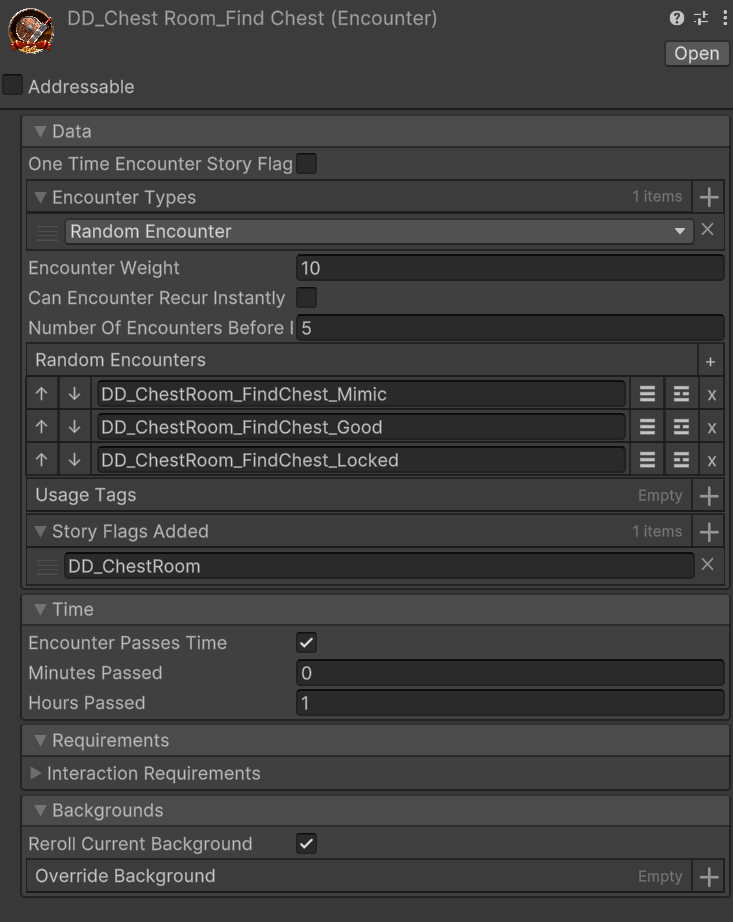 DD_Chest Room_Find Chest (Encounter)
Open
Addressable
Data
One Time Encounter Story Flag
Encounter Types 1 items
Random Encounter
Encounter Weight 10
Can Encounter Recur Instantly
Number Of Encounters Before I 5
Random Encounters +
DD_ChestRoom_FindChest_Mimic x
DD_ChestRoom_FindChest_Good x
DD_ChestRoom_FindChest_Locked x
Usage Tags Empty
Story Flags Added 1 items
DD_ChestRoom
Time
Encounter Passes Time
Minutes Passed 0
Hours Passed 1
Requirements
Interaction Requirements
Backgrounds
Reroll Current Background
Override Background Empty